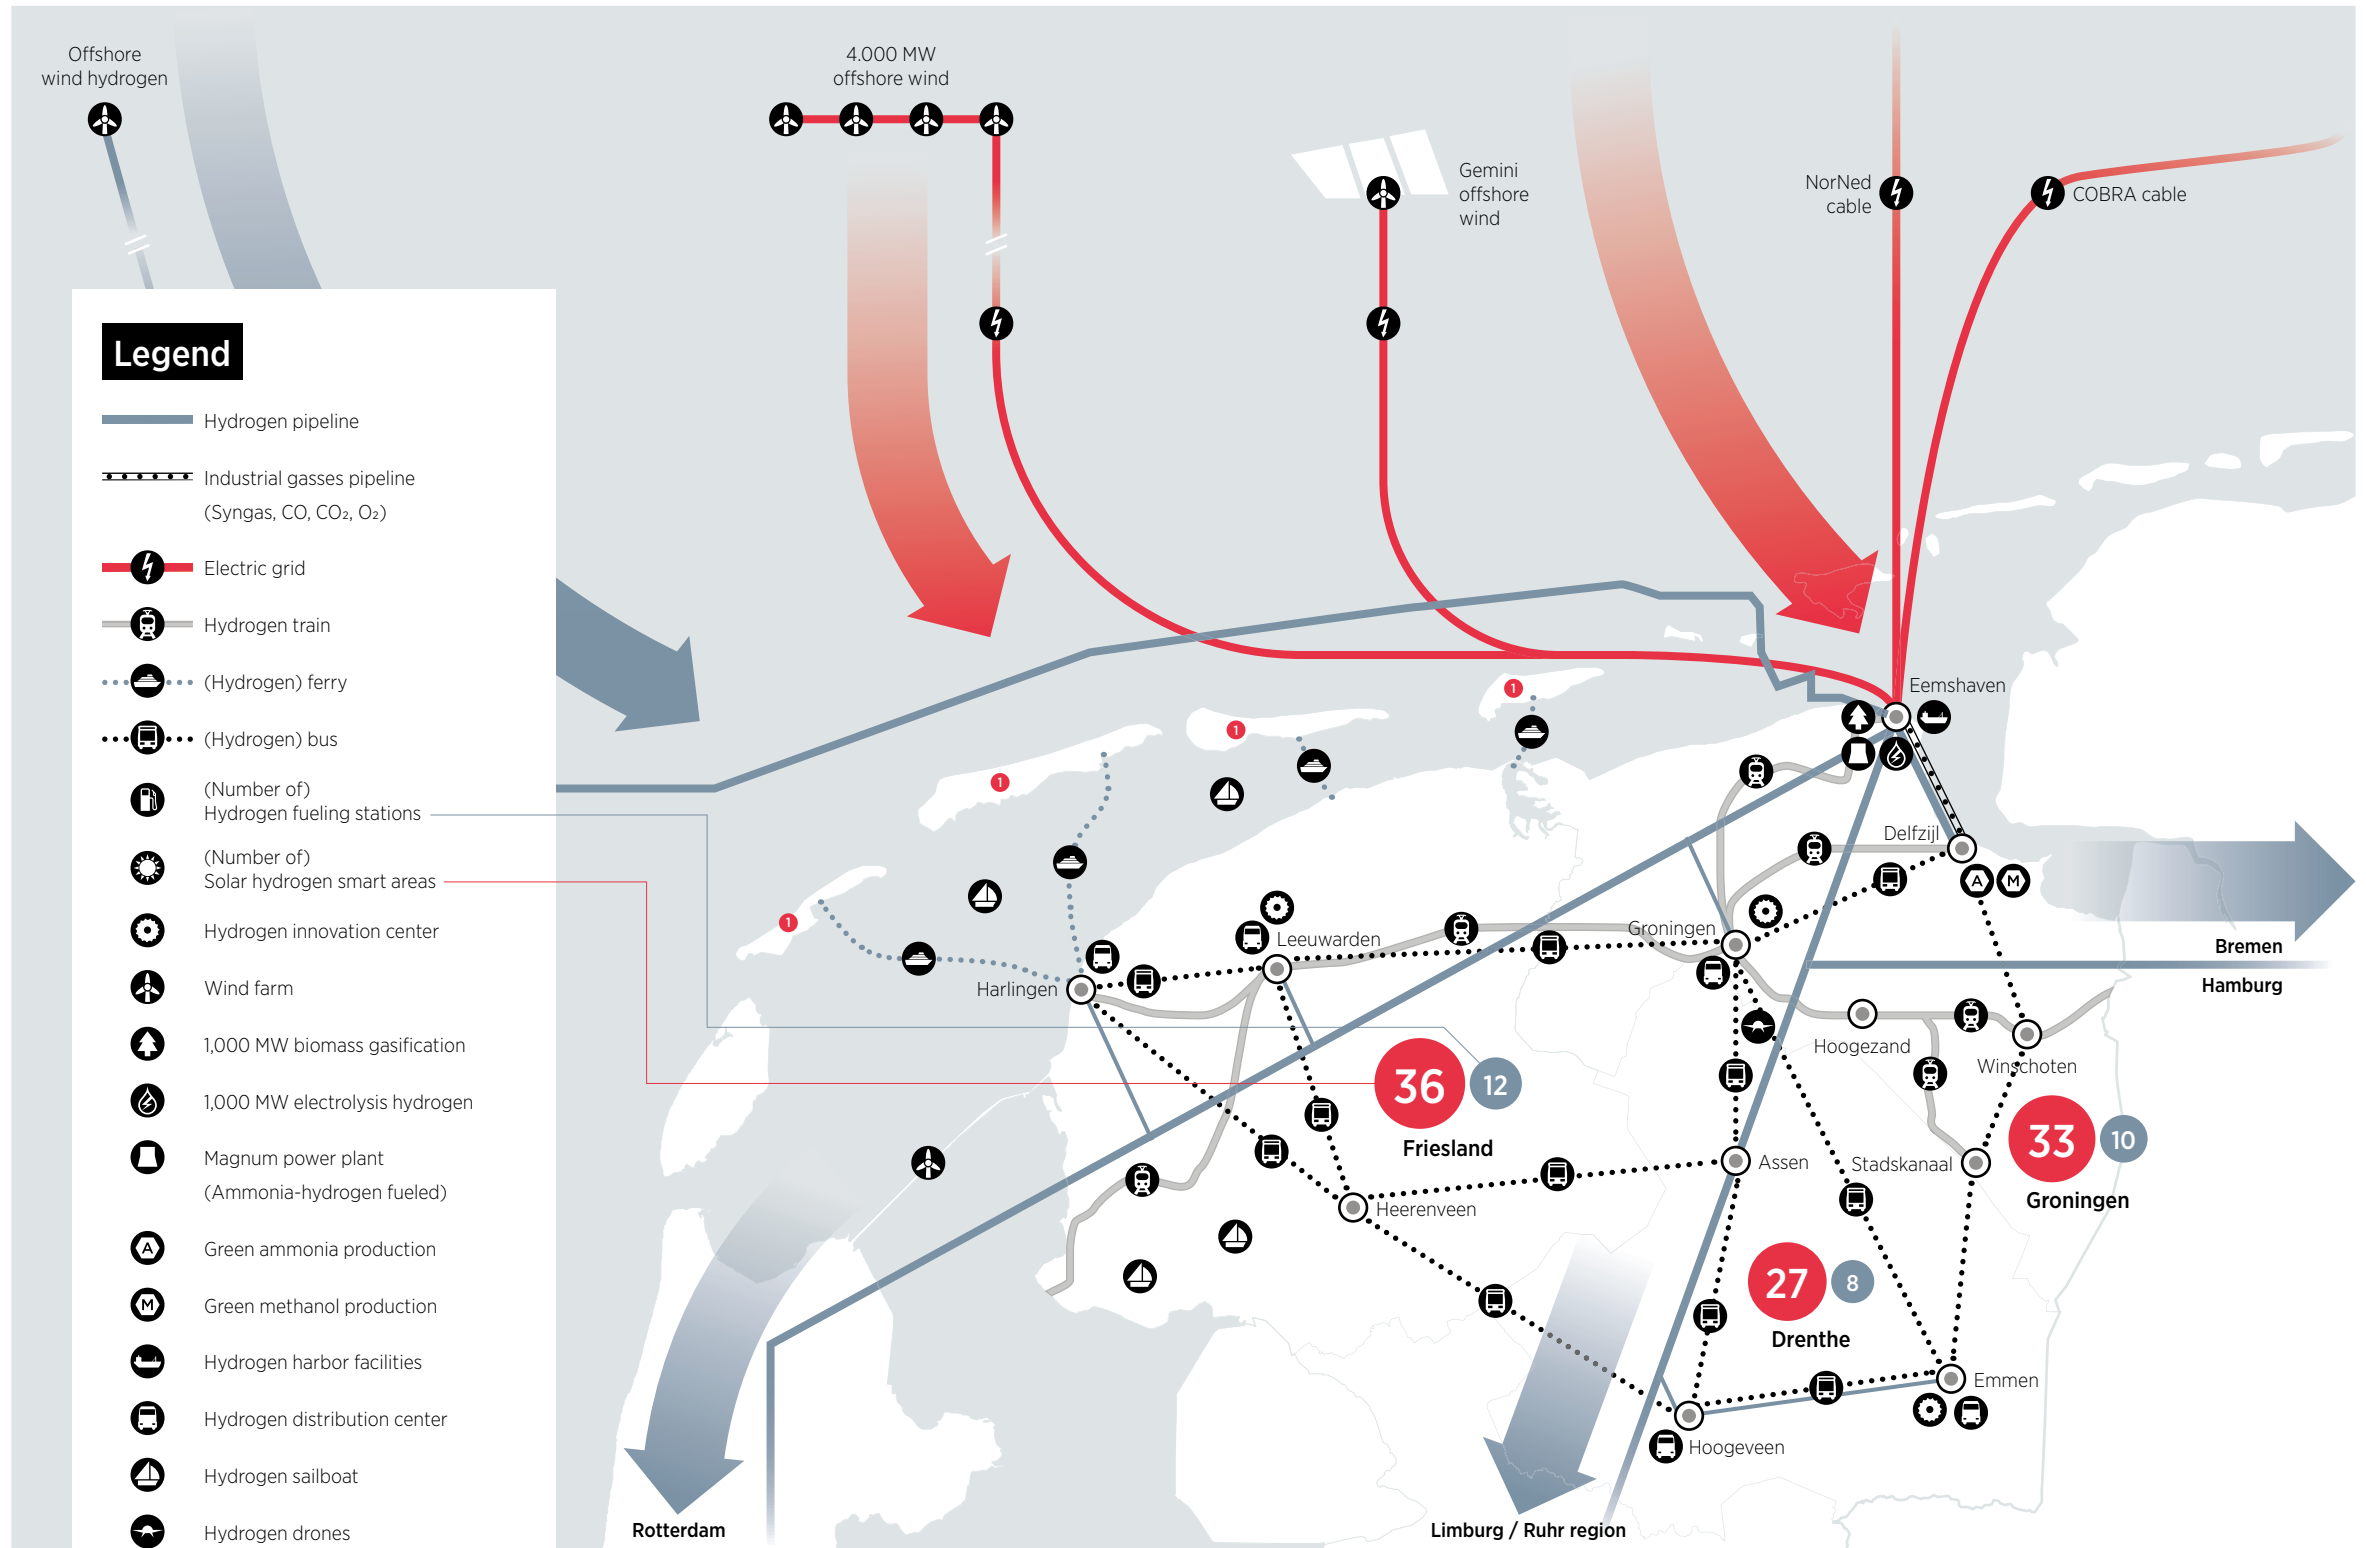 Offshore
wind hydrogen
4.000 MW
offshore wind
Gemini
offshore
wind
NorNed
cable
COBRA cable
Legend
Hydrogen pipeline
Industrial gasses pipeline
(Syngas, CO, CO₂, O₂)
Electric grid
Hydrogen train
(Hydrogen) ferry
(Hydrogen) bus
(Number of)
Hydrogen fueling stations
(Number of)
Solar hydrogen smart areas
Hydrogen innovation center
Wind farm
1,000 MW biomass gasification
1,000 MW electrolysis hydrogen
Magnum power plant
(Ammonia-hydrogen fueled)
A
Green ammonia production
M
Green methanol production
Hydrogen harbor facilities
Hydrogen distribution center
Hydrogen sailboat
Hydrogen drones
1
1
1
1
Eemshaven
Delfzijl
A
M
Groningen
Leeuwarden
Harlingen
Bremen
Hamburg
Hoogezand
Winschoten
36
12
Friesland
33
10
Groningen
Assen
Stadskanaal
Heerenveen
27
8
Drenthe
Emmen
Hoogeveen
Rotterdam
Limburg / Ruhr region